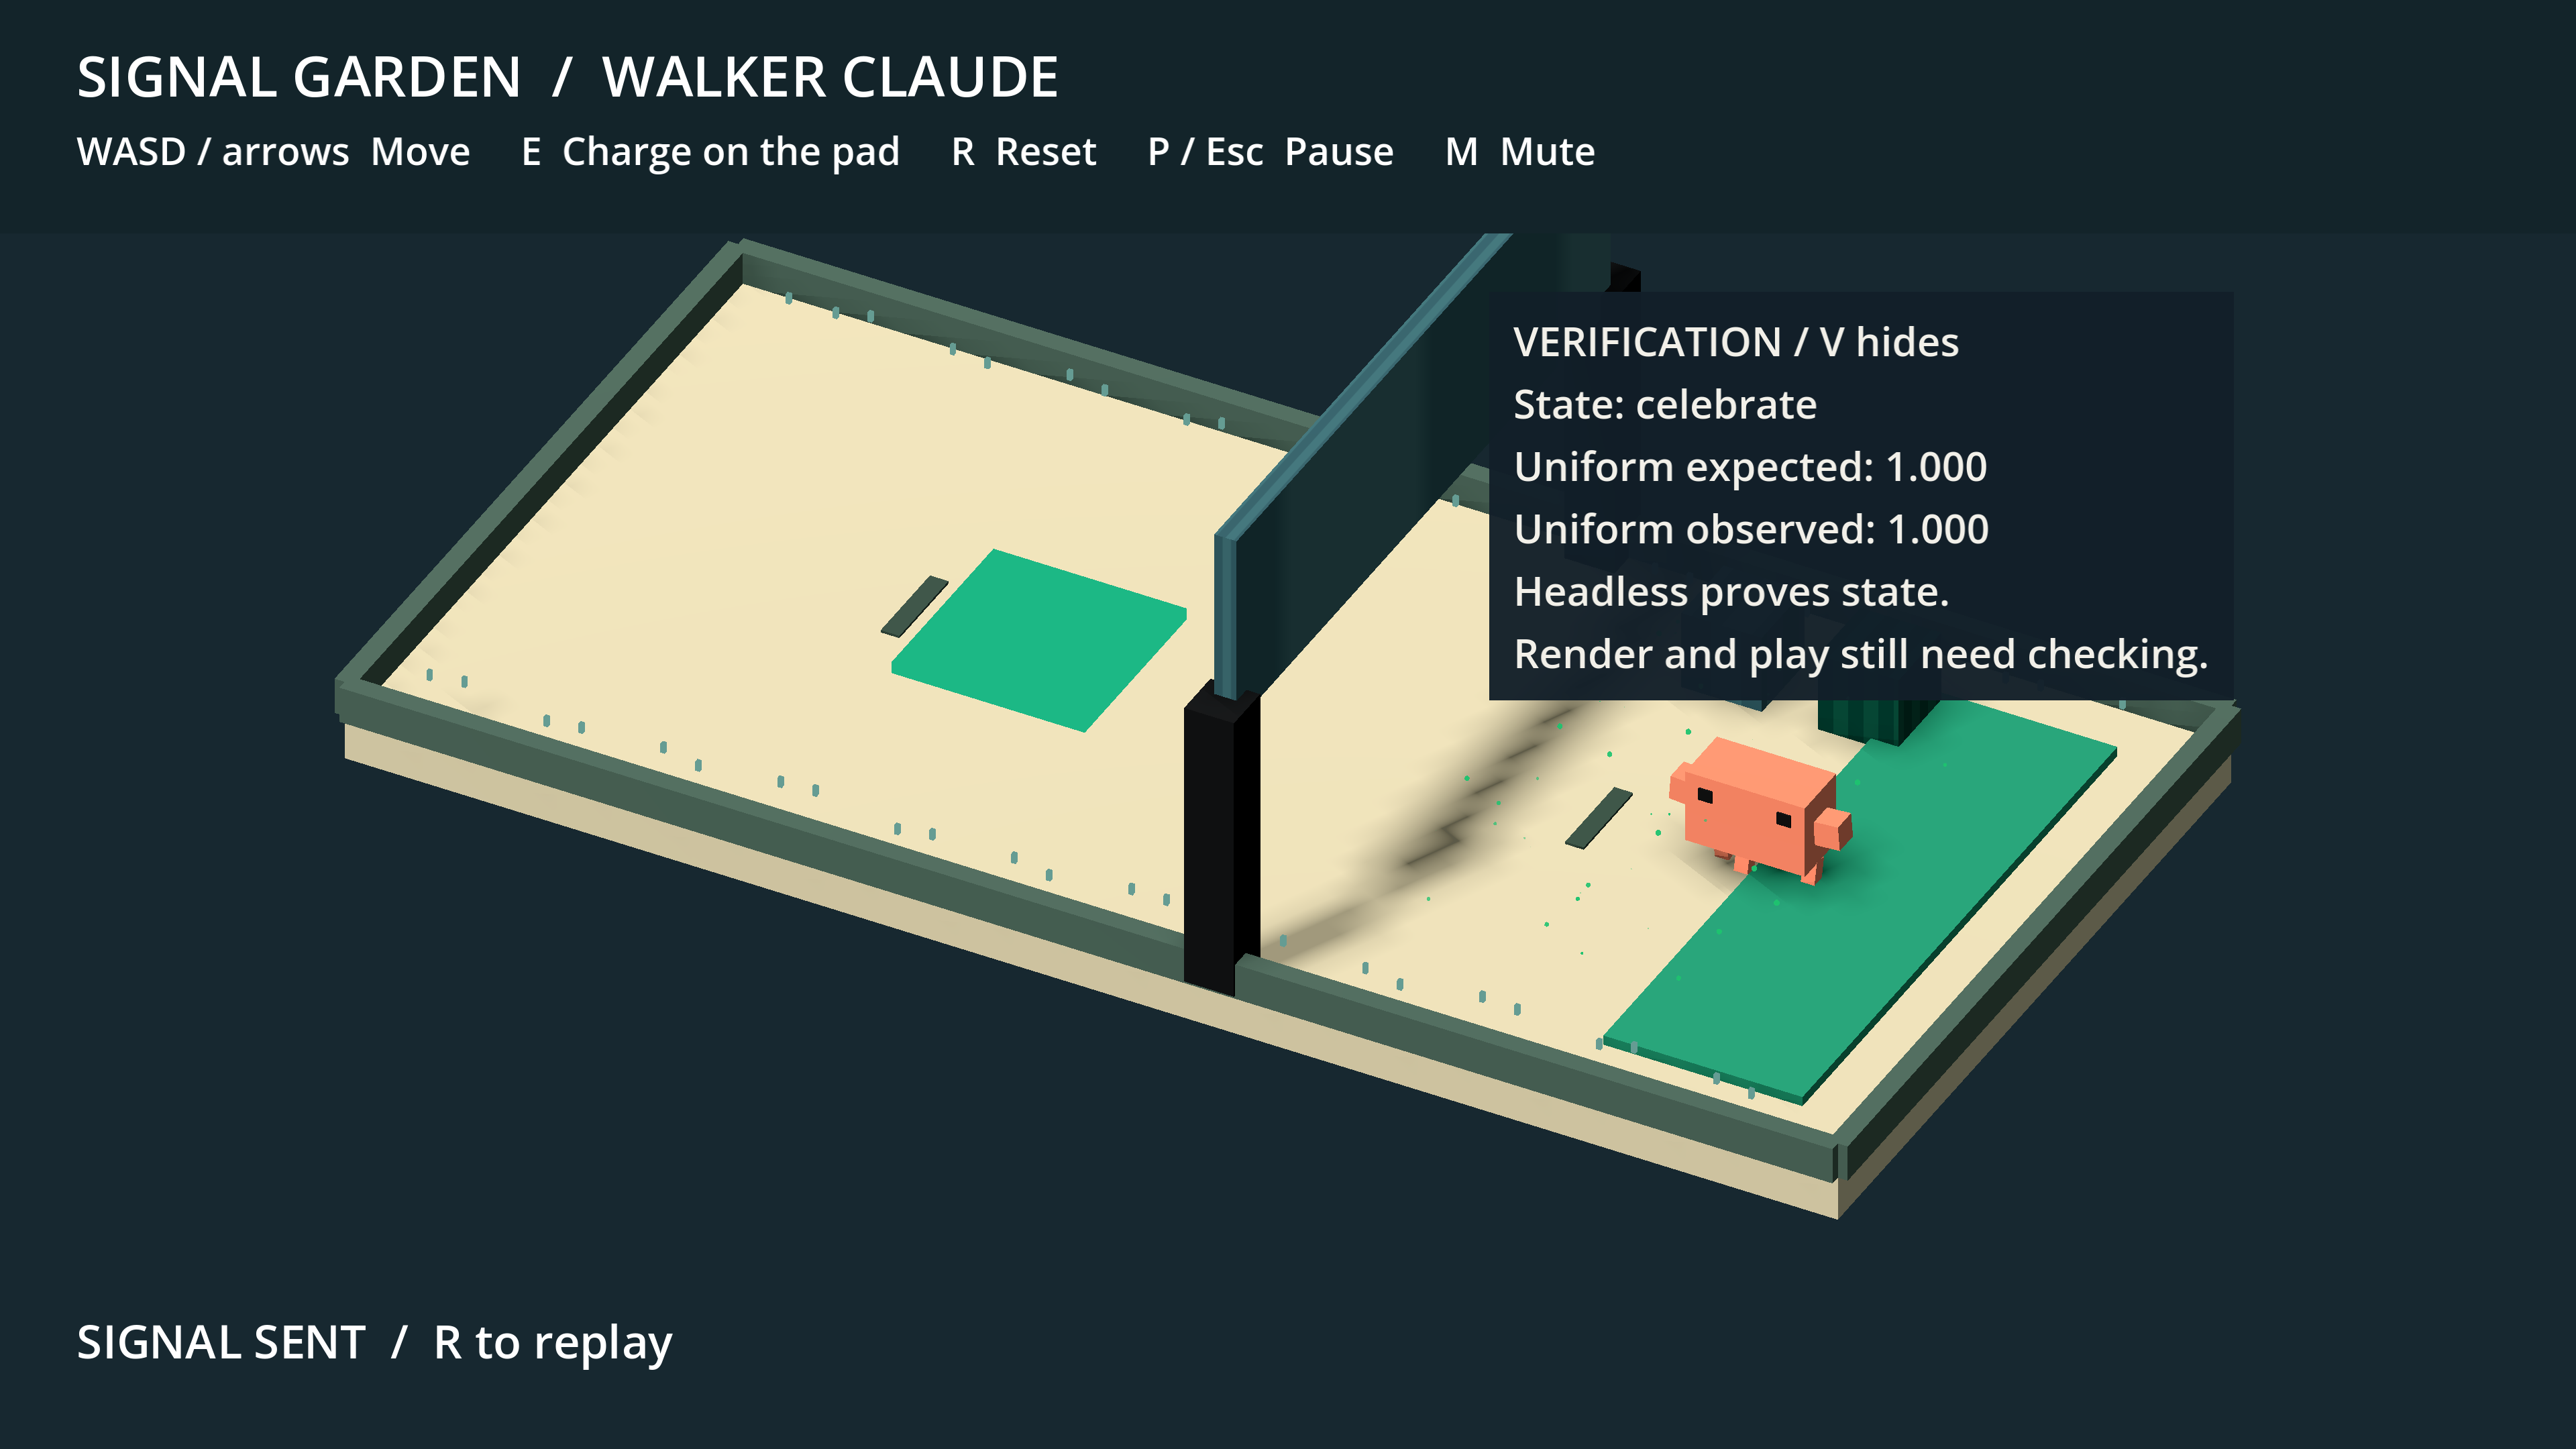 SIGNAL GARDEN / WALKER CLAUDE
WASD / arrows Move E Charge on the pad R Reset P / Esc Pause M Mute
VERIFICATION / V hides
State: celebrate
Uniform expected: 1.000
Uniform observed: 1.000
Headless proves state.
Render and play still need checking.
SIGNAL SENT / R to replay